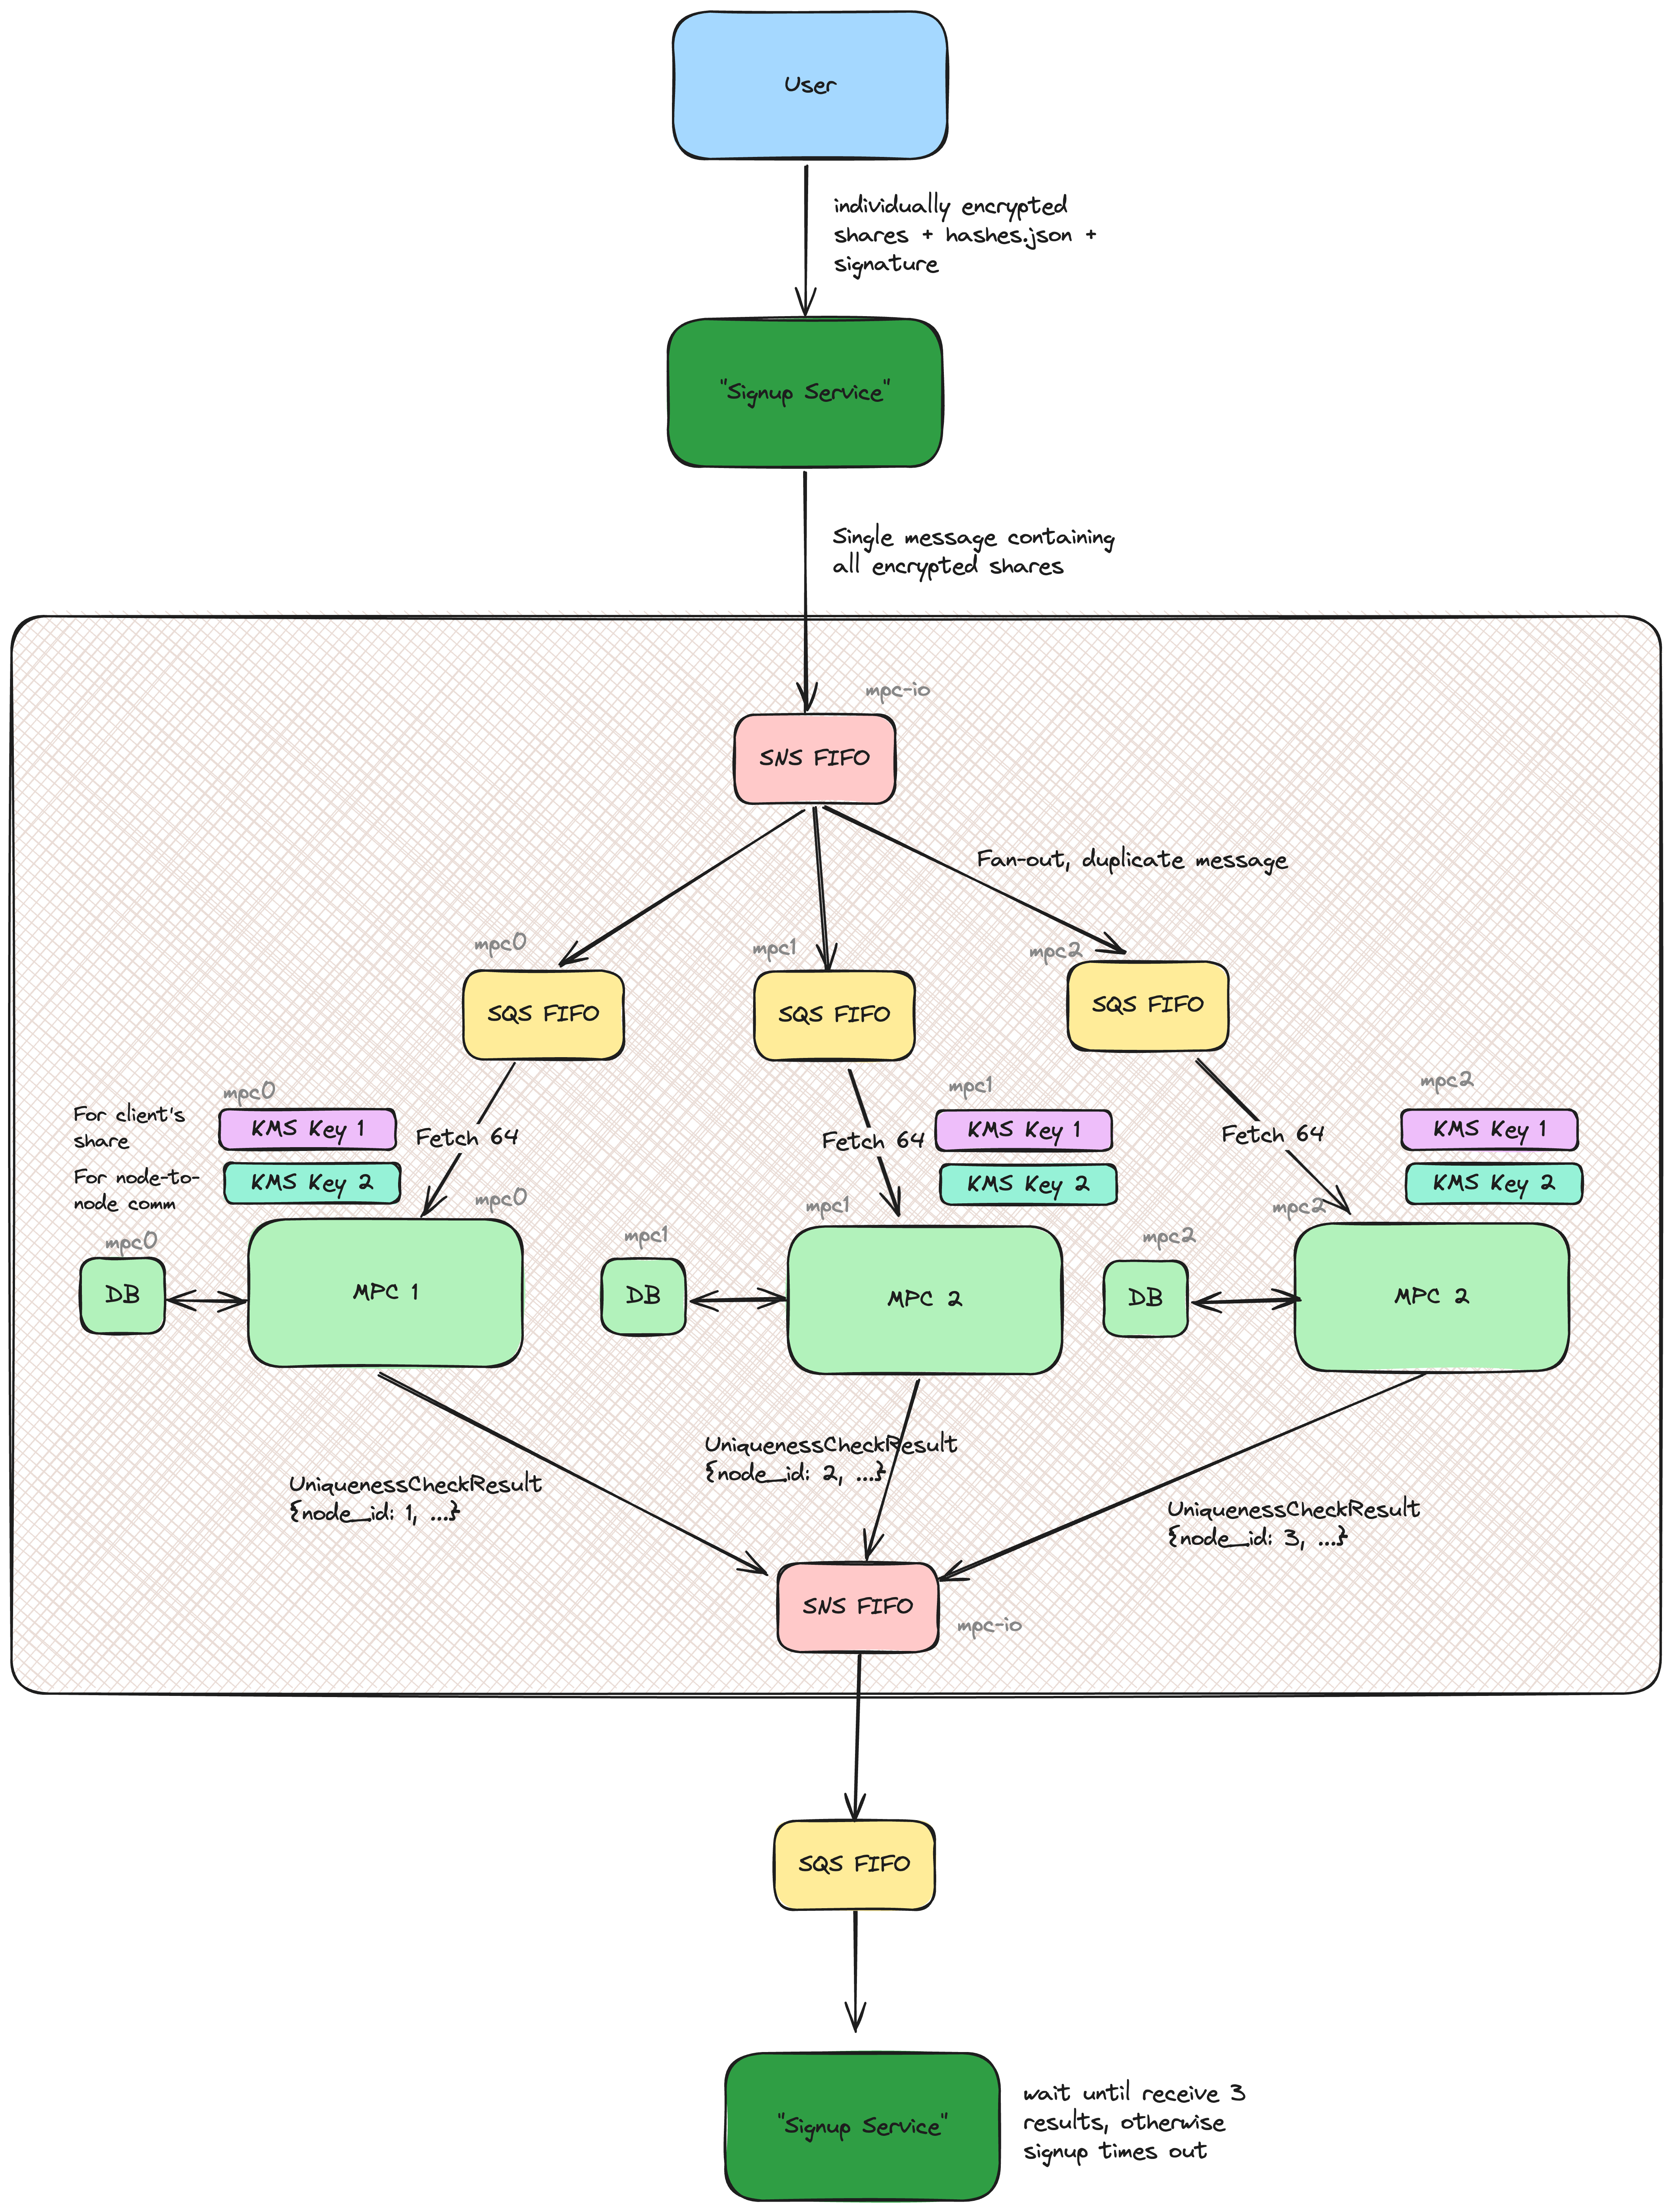 User
individually encrypted
shares + hashes.json +
signature
"Signup Service"
Single message containing
all encrypted shares
mpc-io
SNS FIFO
Fan-out, duplicate message
mpc0
mpc1
mpc2
SQS FIFO
SQS FIFO
SQS FIFO
mpc0
mpc1
mpc2
For client's
share
KMS Key 1
Fetch 64
Fetch 64
KMS Key 1
Fetch 64
KMS Key 1
For node-to-
node comm
KMS Key 2
KMS Key 2
KMS Key 2
mpc0
mpc1
mpc2
mpc0
mpc1
mpc2
DB
MPC 1
DB
MPC 2
DB
MPC 2
UniquenessCheckResult
{node_id: 1, ...}
UniquenessCheckResult
{node_id: 2, ...}
UniquenessCheckResult
{node_id: 3, ...}
SNS FIFO
mpc-io
SQS FIFO
"Signup Service"
wait until receive 3
results, otherwise
signup times out